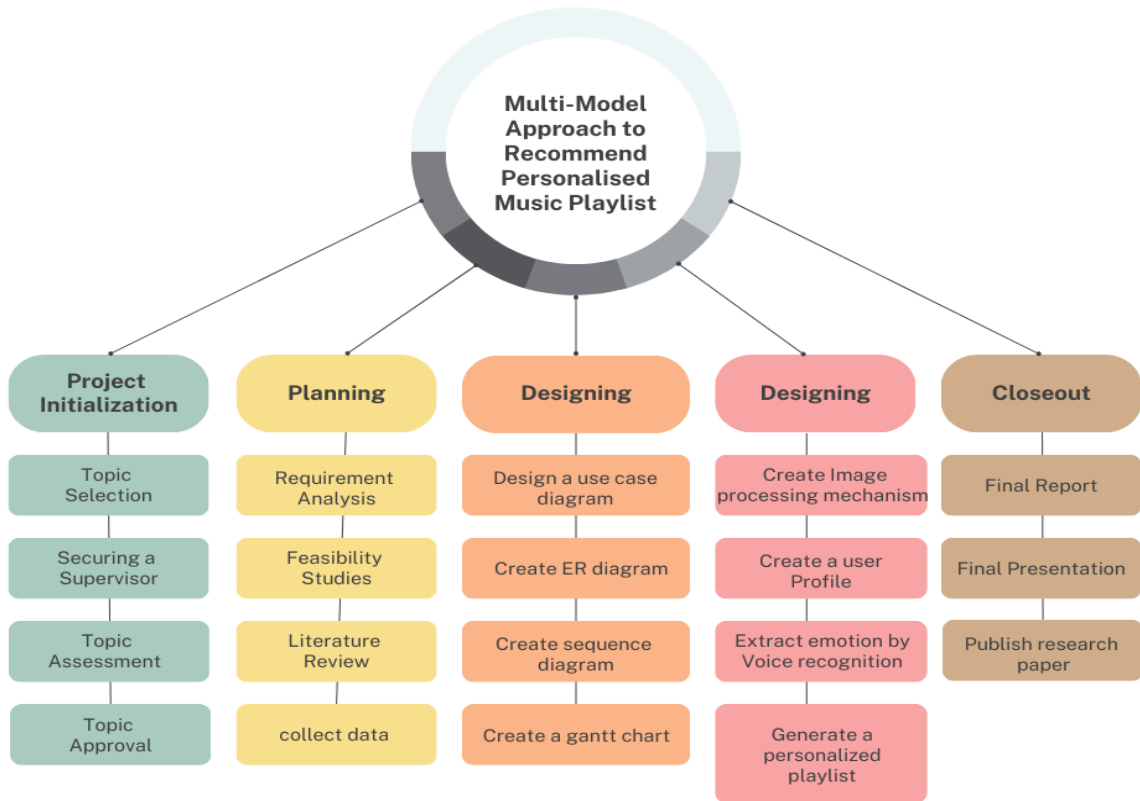 Multi-Model
Approach to
Recommend
Personalised
Music Playlist
Project
Initialization
Topic
Selection
Securing a
Supervisor
Topic
Assessment
Topic
Approval
Planning
Requirement
Analysis
Feasibility
Studies
Literature
Review
collect data
Designing
Design a use case
diagram
Create ER diagram
Create sequence
diagram
Create a gantt chart
Designing
Create Image
processing mechanism
Create a user
Profile
Extract emotion by
Voice recognition
Generate a
personalized
playlist
Closeout
Final Report
Final Presentation
Publish research
paper